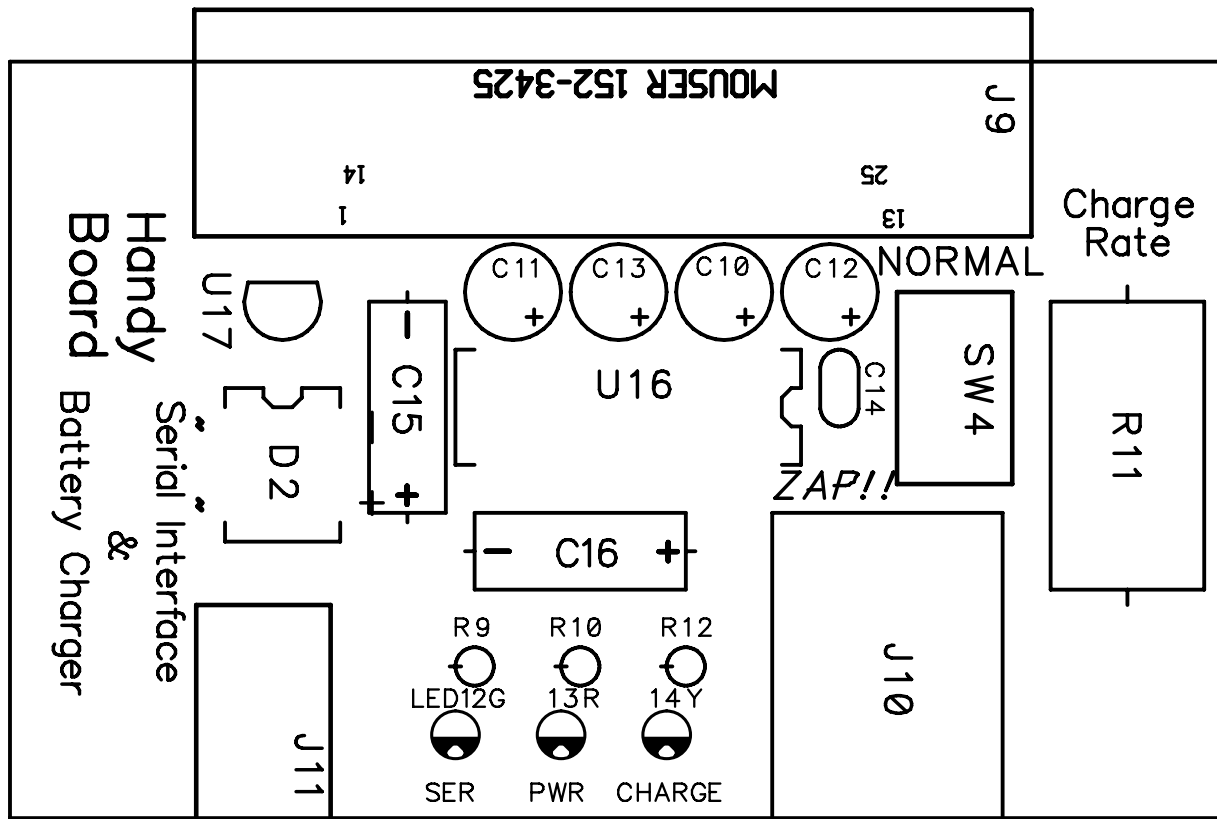 MOUSER 152-3425
J9
14
25
1
13
Charge
Rate
Handy
Board
Serial Interface
&
Battery Charger
U17
C11
C13
C10
C12
NORMAL
- C15 +
+
U16
C14
SW4
R11
D2
ZAP!!
- C16 +
R9
R10
R12
LED12G
13R
14Y
SER
PWR
CHARGE
J11
J10